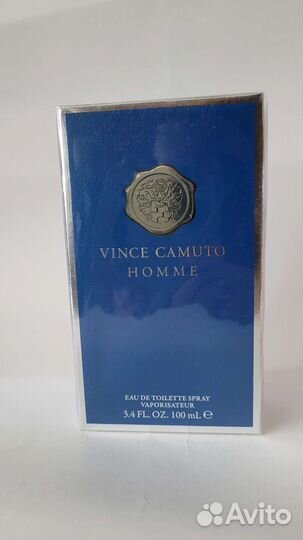 VINCE CAMUTO
HOMME
EAU DE TOILETTE SPRAY
VAPORISATEUR
3.4 FL. OZ. 100 mL ℮
Avito